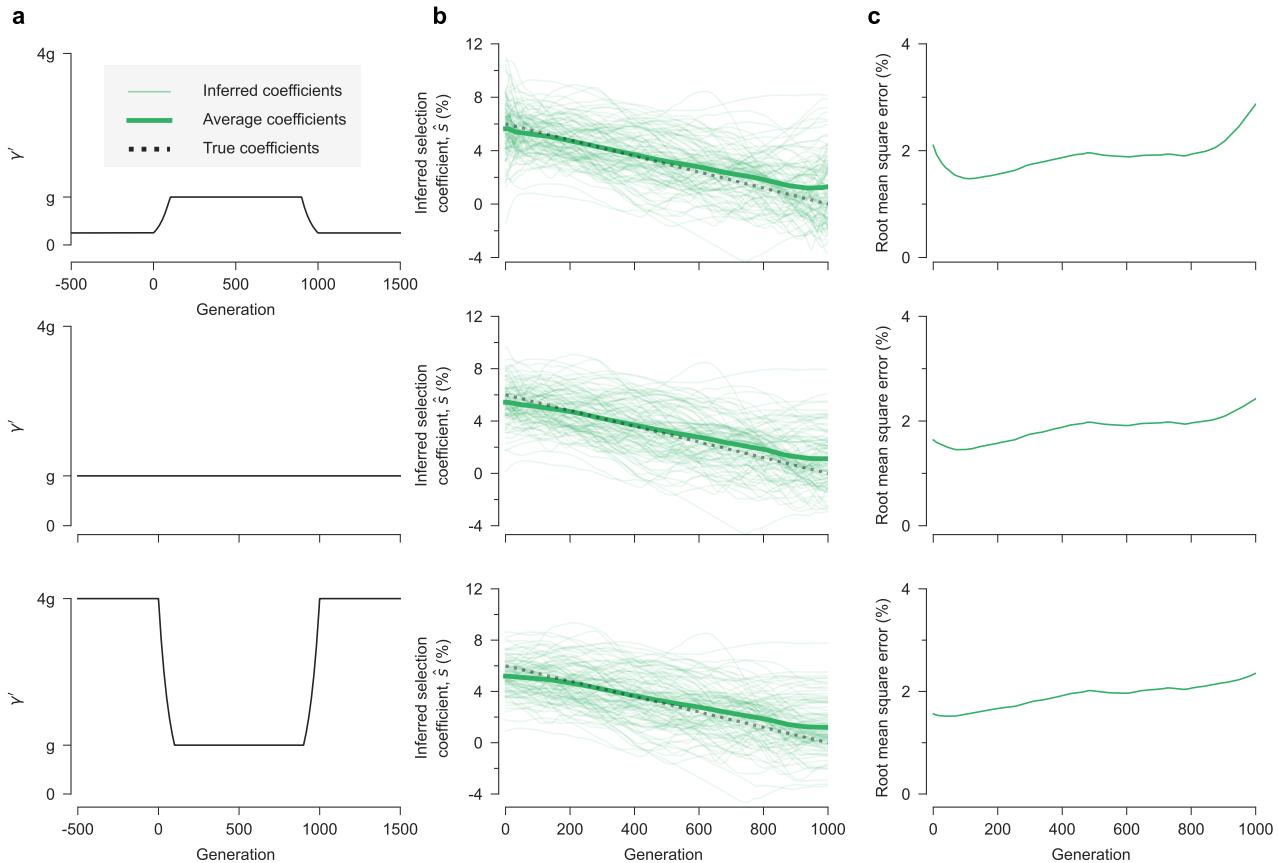 a
4g
g
0
γ′
-500 0 500 1000 1500
Generation
Inferred coefficients
Average coefficients
True coefficients
b
12
8
4
0
-4
Inferred selection
coefficient, ŝ (%)
c
4
2
0
Root mean square error (%)
4g
g
0
γ′
12
8
4
0
-4
Inferred selection
coefficient, ŝ (%)
4
2
0
Root mean square error (%)
4g
g
0
γ′
-500 0 500 1000 1500
Generation
12
8
4
0
-4
Inferred selection
coefficient, ŝ (%)
0 200 400 600 800 1000
Generation
4
2
0
Root mean square error (%)
0 200 400 600 800 1000
Generation